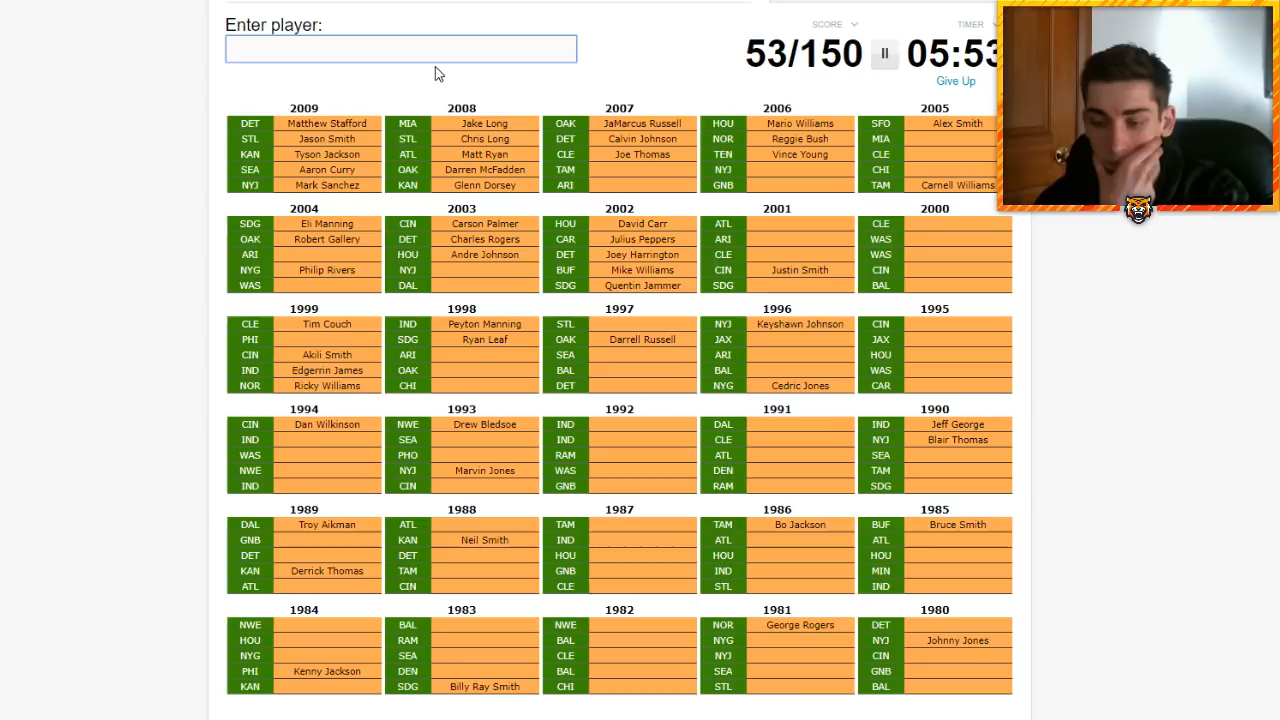 Enter player:
SCORE TIMER
53/150 II 05:53
Give Up
2009 2008 2007 2006 2005
DET Matthew Stafford MIA Jake Long OAK JaMarcus Russell HOU Mario Williams SFO Alex Smith
STL Jason Smith STL Chris Long DET Calvin Johnson NOR Reggie Bush MIA
KAN Tyson Jackson ATL Matt Ryan CLE Joe Thomas TEN Vince Young CLE
SEA Aaron Curry OAK Darren McFadden TAM NYJ CHI
NYJ Mark Sanchez KAN Glenn Dorsey ARI GNB TAM Carnell Williams
2004 2003 2002 2001 2000
SDG Eli Manning CIN Carson Palmer HOU David Carr ATL CLE
OAK Robert Gallery DET Charles Rogers CAR Julius Peppers ARI WAS
ARI HOU Andre Johnson DET Joey Harrington CLE WAS
NYG Philip Rivers NYJ BUF Mike Williams CIN Justin Smith CIN
WAS DAL SDG Quentin Jammer SDG BAL
1999 1998 1997 1996 1995
CLE Tim Couch IND Peyton Manning STL NYJ Keyshawn Johnson CIN
PHI SDG Ryan Leaf OAK Darrell Russell JAX JAX
CIN Akili Smith ARI SEA ARI HOU
IND Edgerrin James OAK BAL BAL WAS
NOR Ricky Williams CHI DET NYG Cedric Jones CAR
1994 1993 1992 1991 1990
CIN Dan Wilkinson NWE Drew Bledsoe IND DAL IND Jeff George
IND SEA IND CLE NYJ Blair Thomas
WAS PHO RAM ATL SEA
NWE NYJ Marvin Jones WAS DEN TAM
IND CIN GNB RAM SDG
1989 1988 1987 1986 1985
DAL Troy Aikman ATL TAM TAM Bo Jackson BUF Bruce Smith
GNB KAN Neil Smith IND ATL ATL
DET DET HOU HOU HOU
KAN Derrick Thomas TAM GNB IND MIN
ATL CIN CLE STL IND
1984 1983 1982 1981 1980
NWE BAL NWE NOR George Rogers DET
HOU RAM BAL NYG NYJ Johnny Jones
NYG SEA CLE NYJ CIN
PHI Kenny Jackson DEN BAL SEA GNB
KAN SDG Billy Ray Smith CHI STL BAL